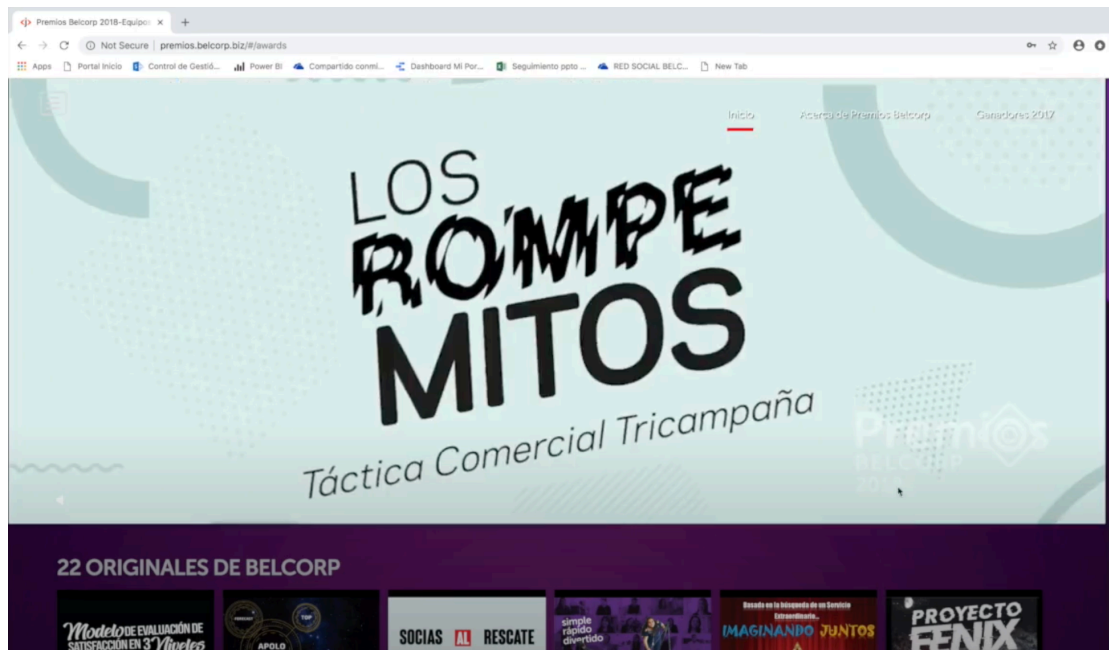 Premios Belcorp 2018-Equipos
Not Secure | premios.belcorp.biz/#/awards
Apps Portal Inicio Control de Gestió... Power BI Compartido conmi... Dashboard Mi Por... Seguimiento ppto ... RED SOCIAL BELC... New Tab
Inicio Acerca de Premios Belcorp Ganadores 2017
LOS
ROMPE
MITOS
Táctica Comercial Tricampaña
Premios
BELCORP
22 ORIGINALES DE BELCORP
Modelo DE EVALUACIÓN DE
SATISFACCIÓN EN 3 Niveles
TOP
APOLO
SOCIAS AL RESCATE
simple
rápido
divertido
Basada en la búsqueda de un Servicio
Extraordinario...
IMAGINANDO JUNTOS
PROYECTO
FENIX